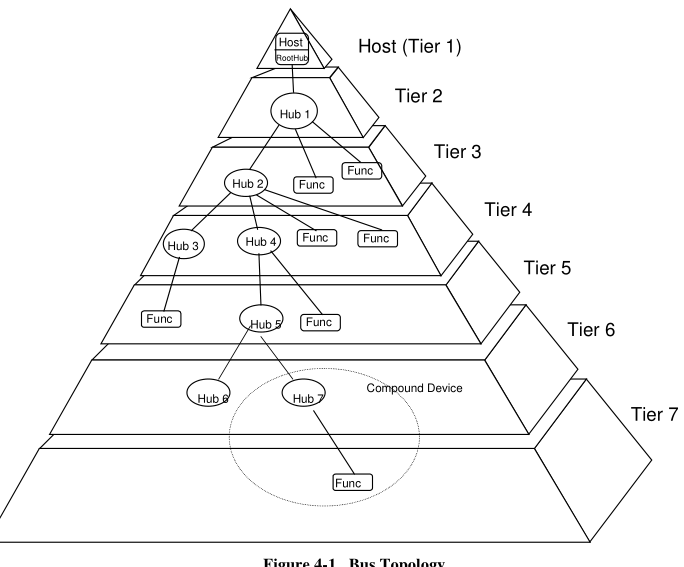 Host
RootHub
Host (Tier 1)
Tier 2
Hub 1
Tier 3
Func
Hub 2
Func
Tier 4
Hub 3
Hub 4
Func
Func
Tier 5
Func
Hub 5
Func
Tier 6
Compound Device
Hub 6
Hub 7
Tier 7
Func
Figure 4-1. Bus Topology